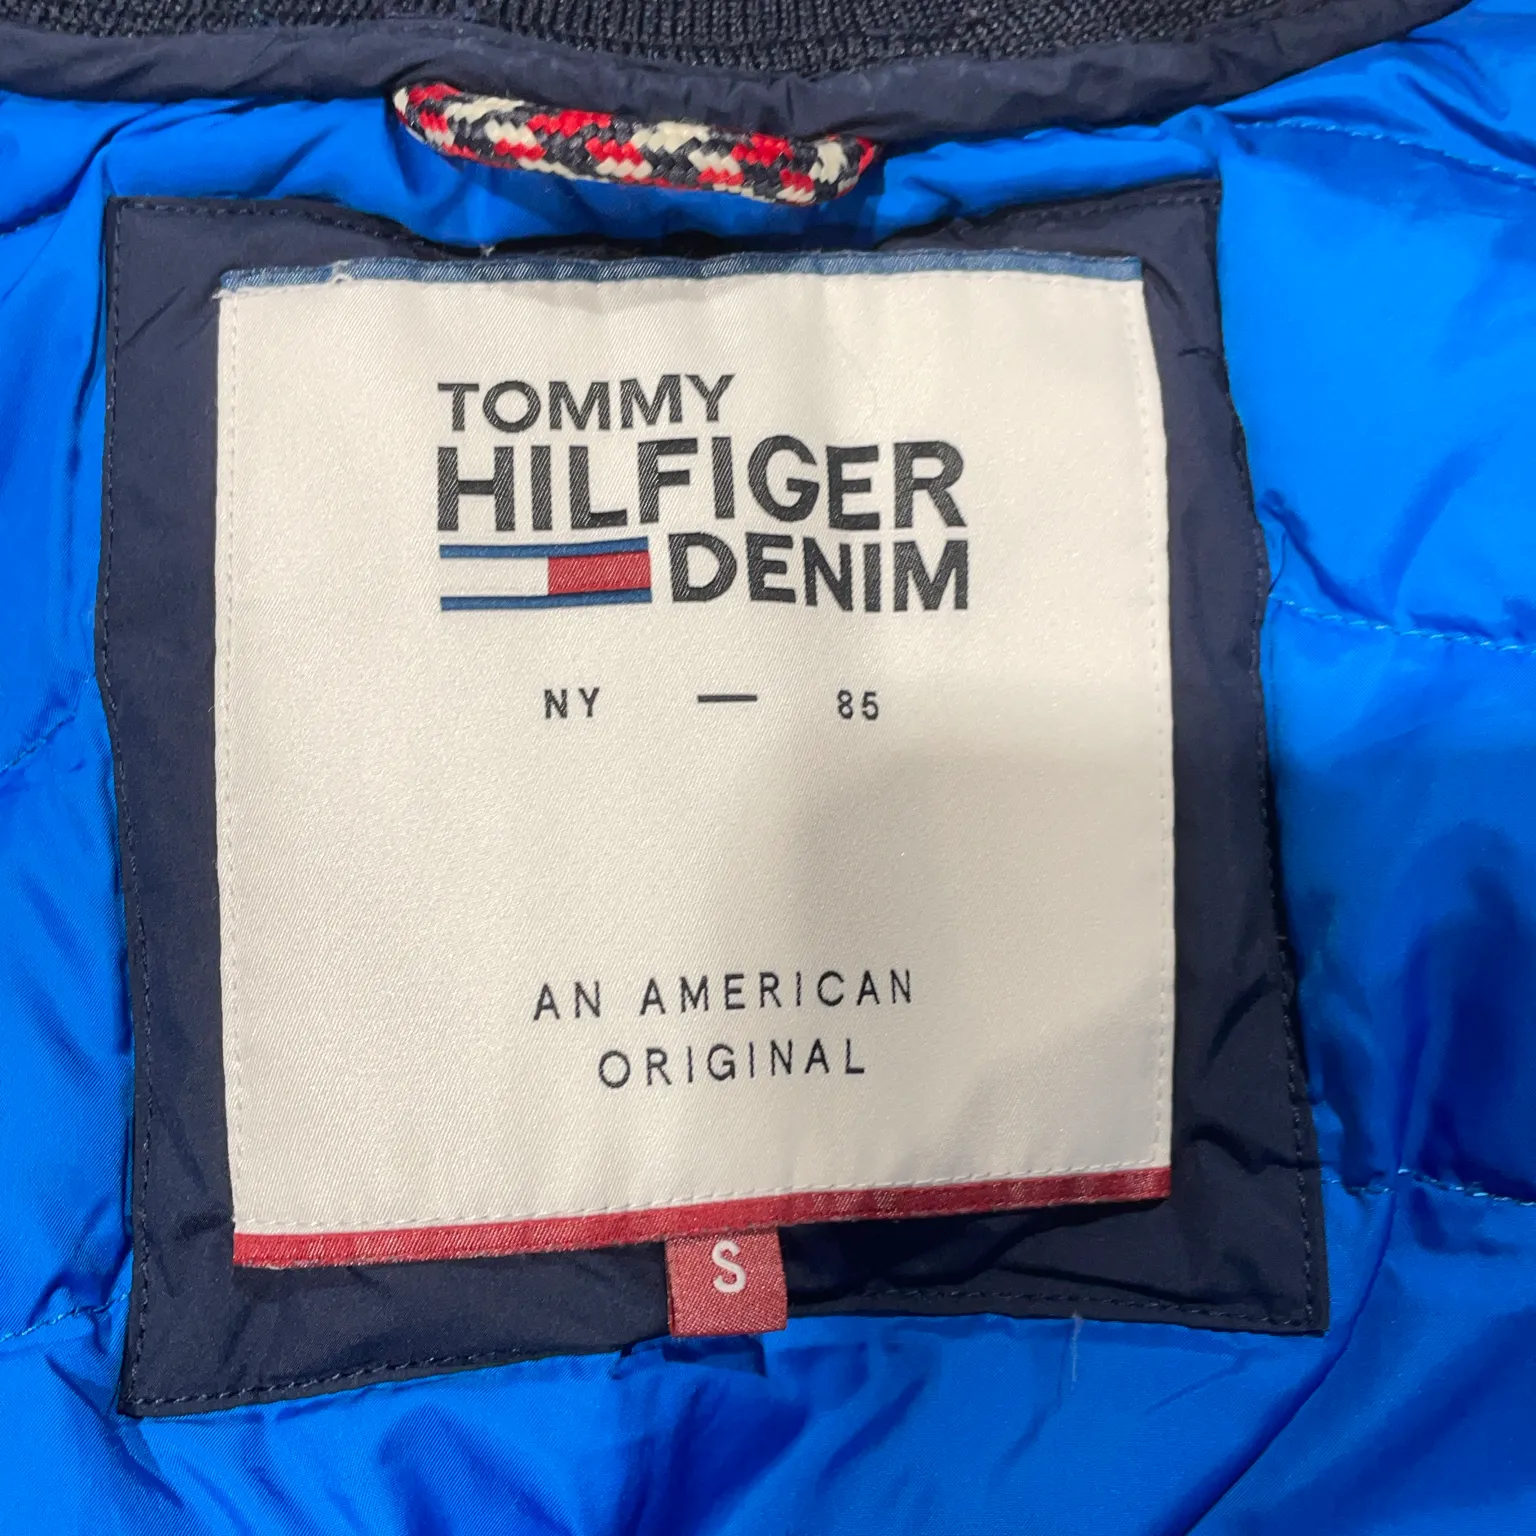 TOMMY
HILFIGER
DENIM
NY — 85
AN AMERICAN
ORIGINAL
S